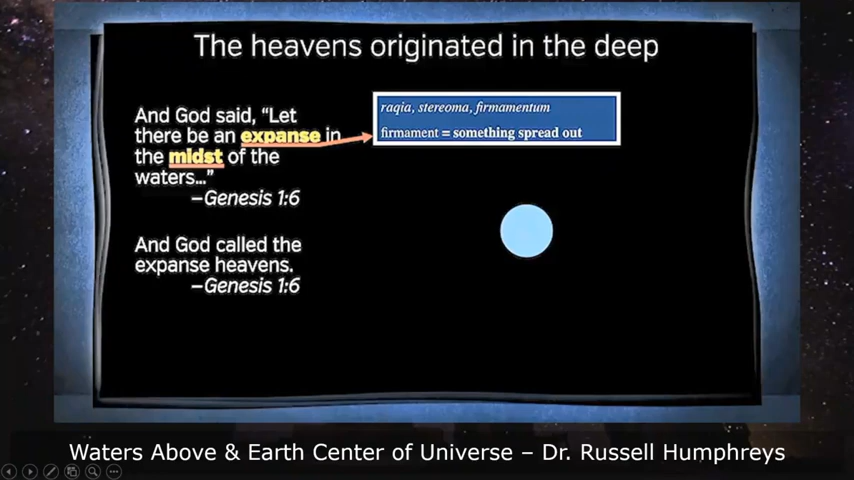 The heavens originated in the deep
And God said, “Let
there be an expanse in
the midst of the
waters...”
–Genesis 1:6
And God called the
expanse heavens.
–Genesis 1:6
raqia, stereoma, firmamentum
firmament = something spread out
Waters Above & Earth Center of Universe – Dr. Russell Humphreys